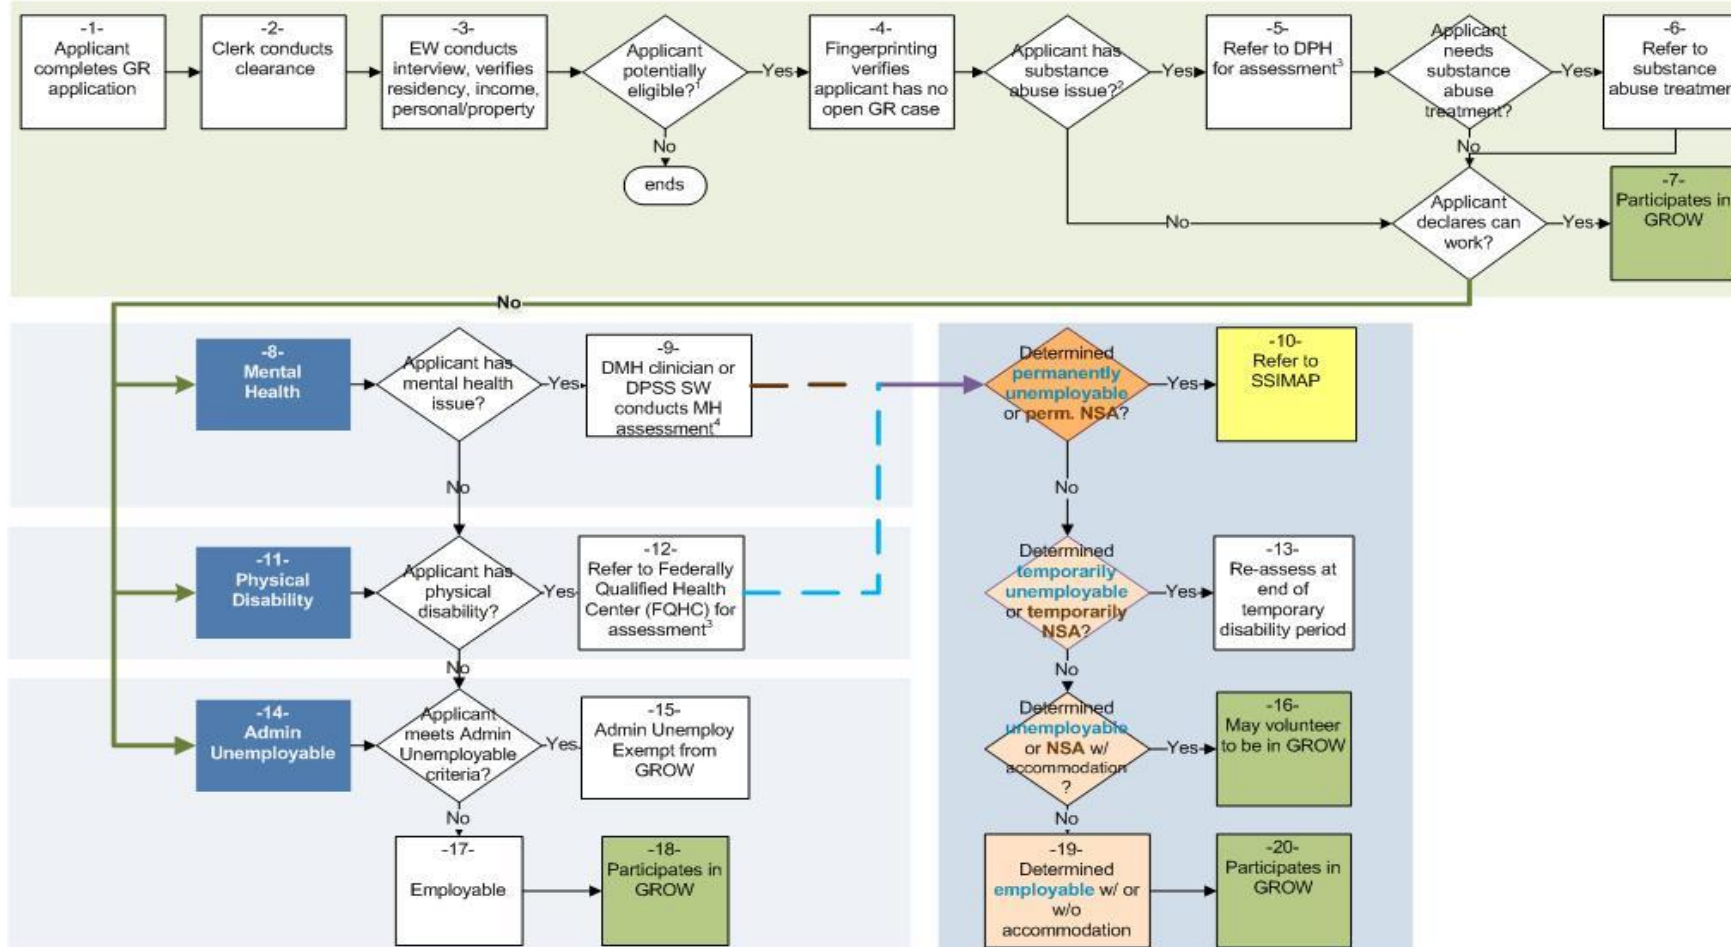 -1-
Applicant
completes GR
application
-2-
Clerk conducts
clearance
-3-
EW conducts
interview, verifies
residency, income,
personal/property
Applicant
potentially
eligible?1
Yes
No
ends
-4-
Fingerprinting
verifies
applicant has no
open GR case
Applicant has
substance
abuse issue?2
Yes
No
-5-
Refer to DPH
for assessment3
Applicant
needs
substance
abuse
treatment?
Yes
No
-6-
Refer to
substance
abuse treatmen
Applicant
declares can
work?
Yes
-7-
Participates in
GROW
No
-8-
Mental
Health
Applicant has
mental health
issue?
Yes
No
-9-
DMH clinician or
DPSS SW
conducts MH
assessment4
Determined
permanently
unemployable
or perm. NSA?
Yes
No
-10-
Refer to
SSIMAP
-11-
Physical
Disability
Applicant has
physical
disability?
Yes
No
-12-
Refer to Federally
Qualified Health
Center (FQHC) for
assessment3
Determined
temporarily
unemployable
or temporarily
NSA?
Yes
No
-13-
Re-assess at
end of
temporary
disability period
-14-
Admin
Unemployable
Applicant
meets Admin
Unemployable
criteria?
Yes
No
-15-
Admin Unemploy
Exempt from
GROW
Determined
unemployable
or NSA w/
accommodation
?
Yes
No
-16-
May volunteer
to be in GROW
-17-
Employable
-18-
Participates in
GROW
-19-
Determined
employable w/ or
w/o
accommodation
-20-
Participates in
GROW